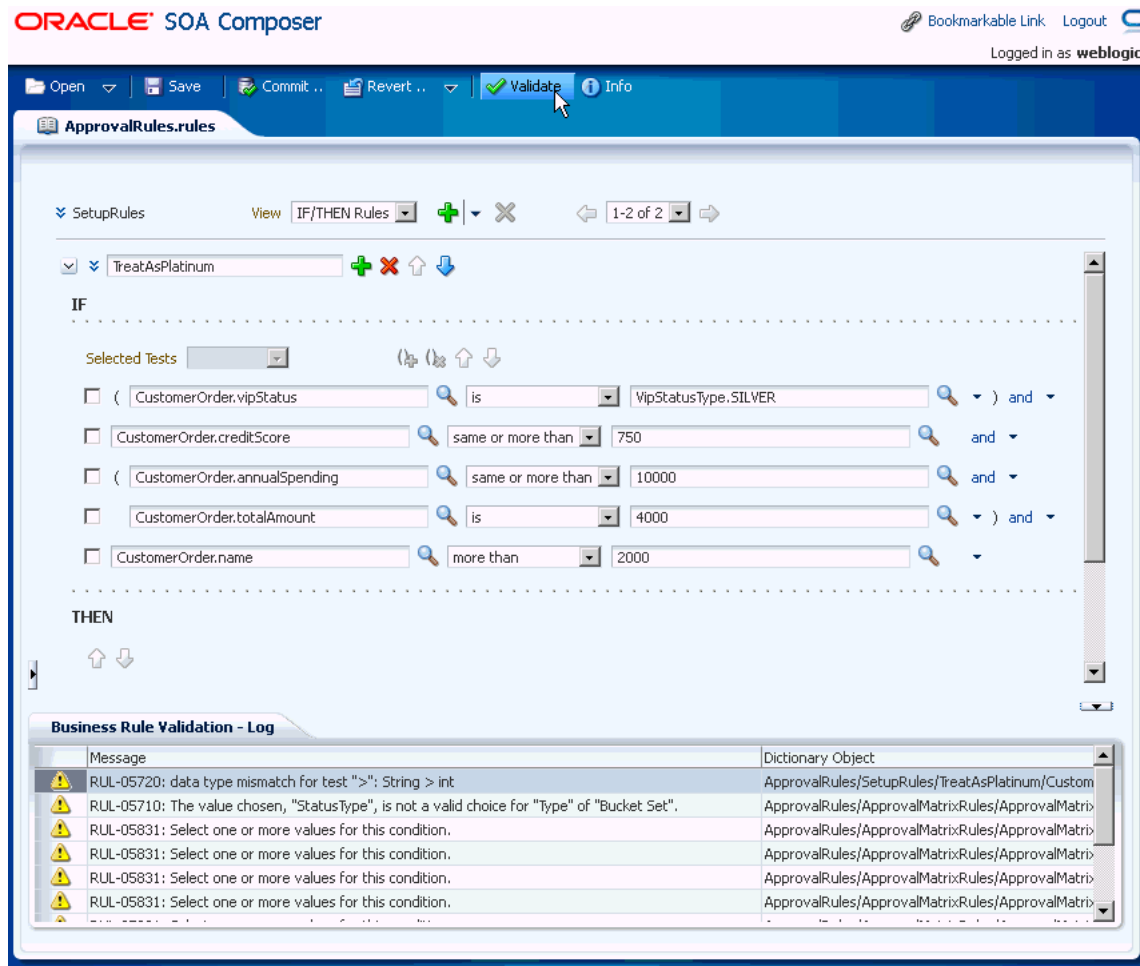 ORACLE SOA Composer
Bookmarkable Link Logout
Logged in as weblogic
Open Save Commit .. Revert .. Validate Info
ApprovalRules.rules
SetupRules View IF/THEN Rules 1-2 of 2
TreatAsPlatinum
IF
Selected Tests
( CustomerOrder.vipStatus is VipStatusType.SILVER ) and
CustomerOrder.creditScore same or more than 750 and
( CustomerOrder.annualSpending same or more than 10000 and
CustomerOrder.totalAmount is 4000 ) and
CustomerOrder.name more than 2000
THEN
Business Rule Validation - Log
Message Dictionary Object
RUL-05720: data type mismatch for test ">": String > int ApprovalRules/SetupRules/TreatAsPlatinum/Custom
RUL-05710: The value chosen, "StatusType", is not a valid choice for "Type" of "Bucket Set". ApprovalRules/ApprovalMatrixRules/ApprovalMatrix
RUL-05831: Select one or more values for this condition. ApprovalRules/ApprovalMatrixRules/ApprovalMatrix
RUL-05831: Select one or more values for this condition. ApprovalRules/ApprovalMatrixRules/ApprovalMatrix
RUL-05831: Select one or more values for this condition. ApprovalRules/ApprovalMatrixRules/ApprovalMatrix
RUL-05831: Select one or more values for this condition. ApprovalRules/ApprovalMatrixRules/ApprovalMatrix